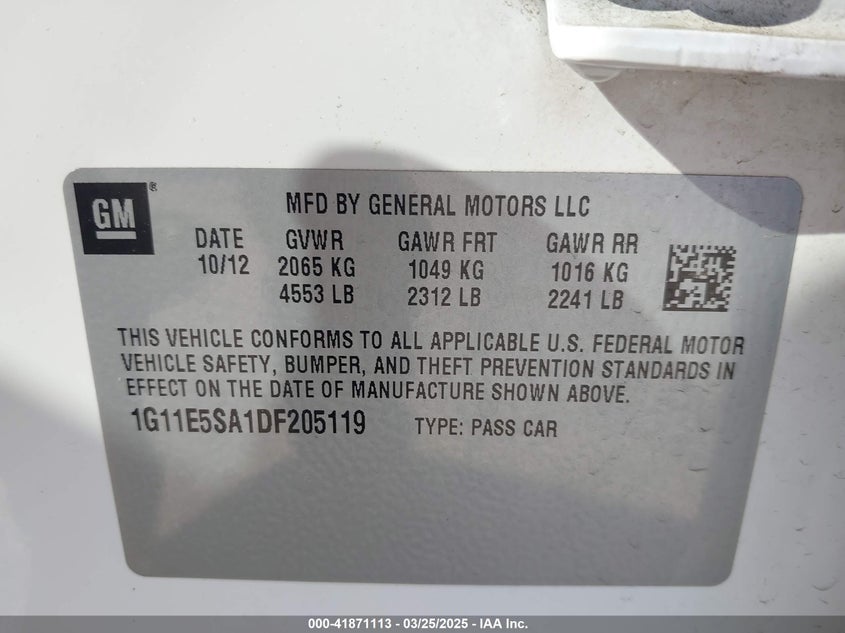 GM®
MFD BY GENERAL MOTORS LLC
DATE GVWR GAWR FRT GAWR RR
10/12 2065 KG 1049 KG 1016 KG
4553 LB 2312 LB 2241 LB
THIS VEHICLE CONFORMS TO ALL APPLICABLE U.S. FEDERAL MOTOR
VEHICLE SAFETY, BUMPER, AND THEFT PREVENTION STANDARDS IN
EFFECT ON THE DATE OF MANUFACTURE SHOWN ABOVE.
1G11E5SA1DF205119 TYPE: PASS CAR
000-41871113 - 03/25/2025 - IAA Inc.